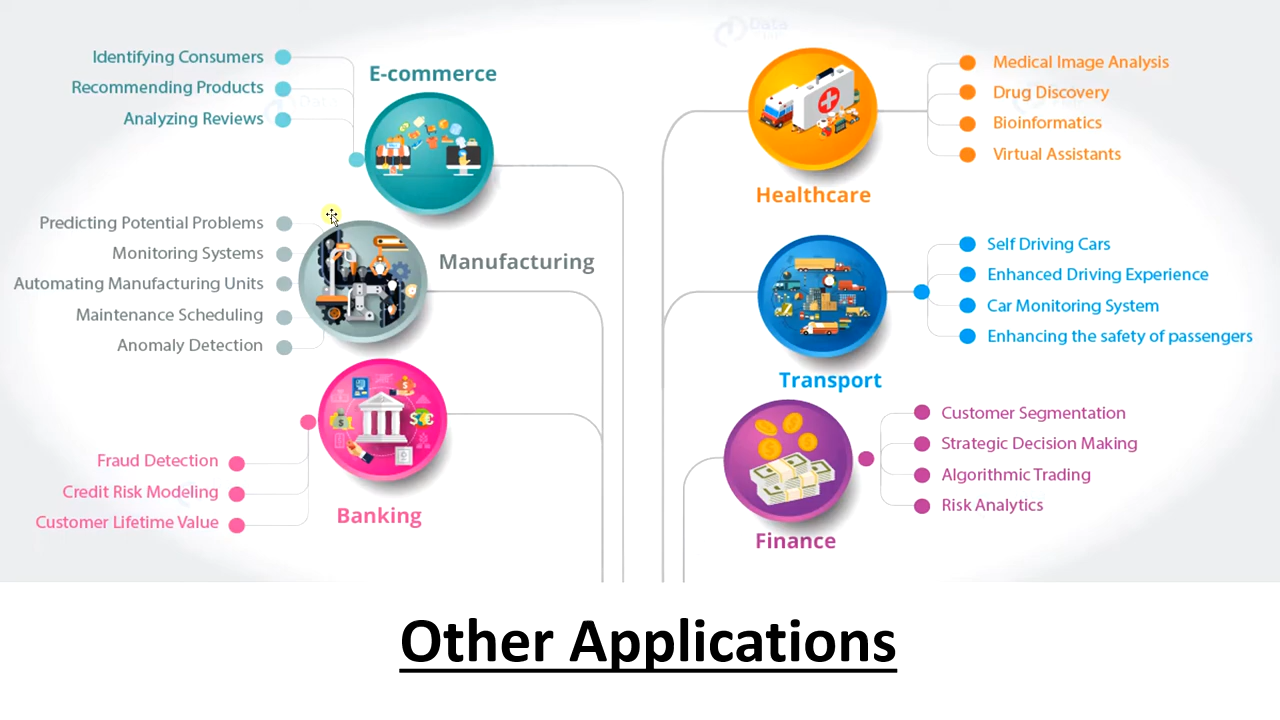 E-commerce
Identifying Consumers
Recommending Products
Analyzing Reviews
Manufacturing
Predicting Potential Problems
Monitoring Systems
Automating Manufacturing Units
Maintenance Scheduling
Anomaly Detection
Banking
Fraud Detection
Credit Risk Modeling
Customer Lifetime Value
Healthcare
Medical Image Analysis
Drug Discovery
Bioinformatics
Virtual Assistants
Transport
Self Driving Cars
Enhanced Driving Experience
Car Monitoring System
Enhancing the safety of passengers
Finance
Customer Segmentation
Strategic Decision Making
Algorithmic Trading
Risk Analytics
Other Applications